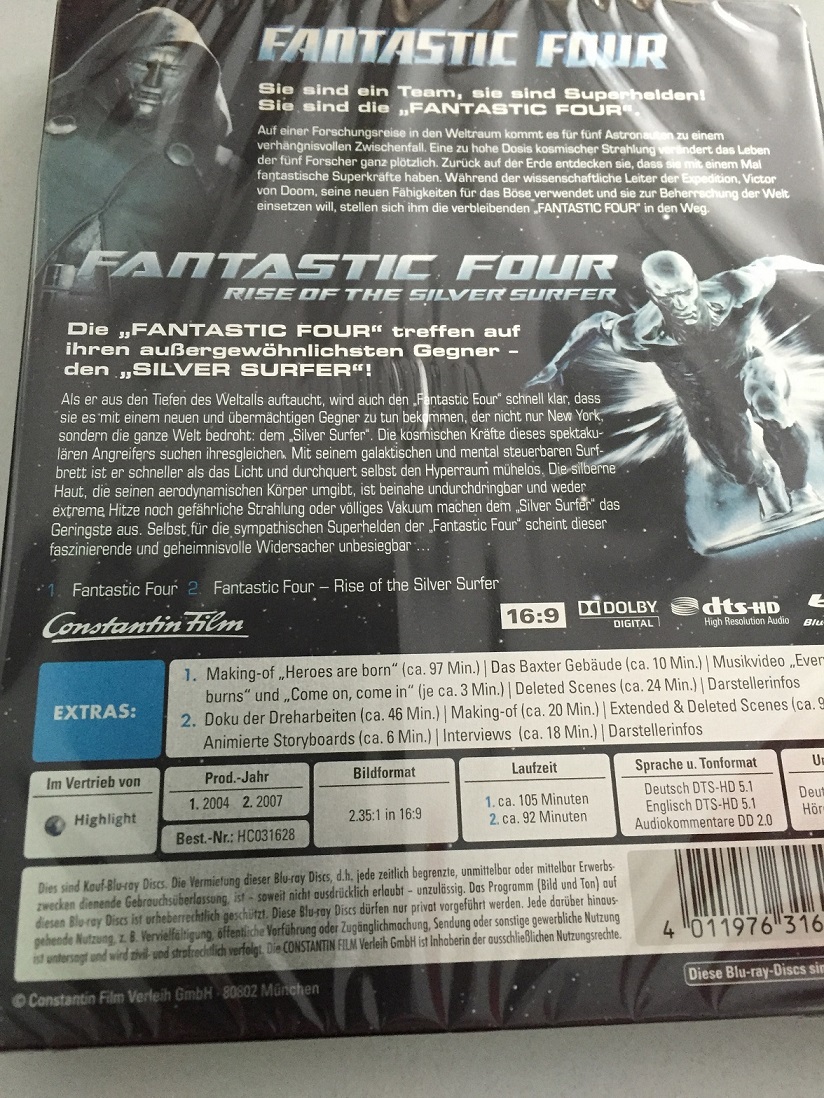 FANTASTIC FOUR
Sie sind ein Team, sie sind Superhelden!
Sie sind die „FANTASTIC FOUR“.
Auf einer Forschungsreise in den Weltraum kommt es für fünf Astronauten zu einem
verhängnisvollen Zwischenfall. Eine zu hohe Dosis kosmischer Strahlung verändert das Leben
der fünf Forscher ganz plötzlich. Zurück auf der Erde entdecken sie, dass sie mit einem Mal
fantastische Superkräfte haben. Während der wissenschaftliche Leiter der Expedition, Victor
von Doom, seine neuen Fähigkeiten für das Böse verwendet und sie zur Beherrschung der Welt
einsetzen will, stellen sich ihm die verbleibenden „FANTASTIC FOUR“ in den Weg.
FANTASTIC FOUR
RISE OF THE SILVER SURFER
Die „FANTASTIC FOUR“ treffen auf
ihren außergewöhnlichsten Gegner –
den „SILVER SURFER“!
Als er aus den Tiefen des Weltalls auftaucht, wird auch den „Fantastic Four“ schnell klar, dass
sie es mit einem neuen und übermächtigen Gegner zu tun bekommen, der nicht nur New York,
sondern die ganze Welt bedroht: dem „Silver Surfer“. Die kosmischen Kräfte dieses spektaku-
lären Angreifers suchen ihresgleichen. Mit seinem galaktischen und mental steuerbaren Surf-
brett ist er schneller als das Licht und durchquert selbst den Hyperraum mühelos. Die silberne
Haut, die seinen aerodynamischen Körper umgibt, ist beinahe undurchdringbar und weder
extreme Hitze noch gefährliche Strahlung oder völliges Vakuum machen dem „Silver Surfer“ das
Geringste aus. Selbst für die sympathischen Superhelden der „Fantastic Four“ scheint dieser
faszinierende und geheimnisvolle Widersacher unbesiegbar ...
1. Fantastic Four 2. Fantastic Four – Rise of the Silver Surfer
Constantin Film 16:9 DOLBY DIGITAL dts-HD High Resolution Audio Blu
EXTRAS:
1. Making-of „Heroes are born“ (ca. 97 Min.) | Das Baxter Gebäude (ca. 10 Min.) | Musikvideo „Ever
burns“ und „Come on, come in“ (je ca. 3 Min.) | Deleted Scenes (ca. 24 Min.) | Darstellerinfos
2. Doku der Dreharbeiten (ca. 46 Min.) | Making-of (ca. 20 Min.) | Extended & Deleted Scenes (ca. 9
Animierte Storyboards (ca. 6 Min.) | Interviews (ca. 18 Min.) | Darstellerinfos
Im Vertrieb von
Highlight
Prod.-Jahr
1. 2004 2. 2007
Best.-Nr.: HC031628
Bildformat
2.35:1 in 16:9
Laufzeit
1. ca. 105 Minuten
2. ca. 92 Minuten
Sprache u. Tonformat
Deutsch DTS-HD 5.1
Englisch DTS-HD 5.1
Audiokommentare DD 2.0
Un
Deut
Hör
Dies sind Kauf-Blu-ray Discs. Die Vermietung dieser Blu-ray Discs, d.h. jede zeitlich begrenzte, unmittelbar oder mittelbar Erwerbs-
zwecken dienende Gebrauchsüberlassung, ist – soweit nicht ausdrücklich erlaubt – unzulässig. Das Programm (Bild und Ton) auf
diesen Blu-ray Discs ist urheberrechtlich geschützt. Diese Blu-ray Discs dürfen nur privat vorgeführt werden. Jede darüber hinaus-
gehende Nutzung, z. B. Vervielfältigung, öffentliche Vorführung oder Zugänglichmachung, Sendung oder sonstige gewerbliche Nutzung
ist untersagt und wird zivil- und strafrechtlich verfolgt. Die CONSTANTIN FILM Verleih GmbH ist Inhaberin der ausschließlichen Nutzungsrechte.
4 011976 316
Diese Blu-ray-Discs sin
© Constantin Film Verleih GmbH · 80802 München